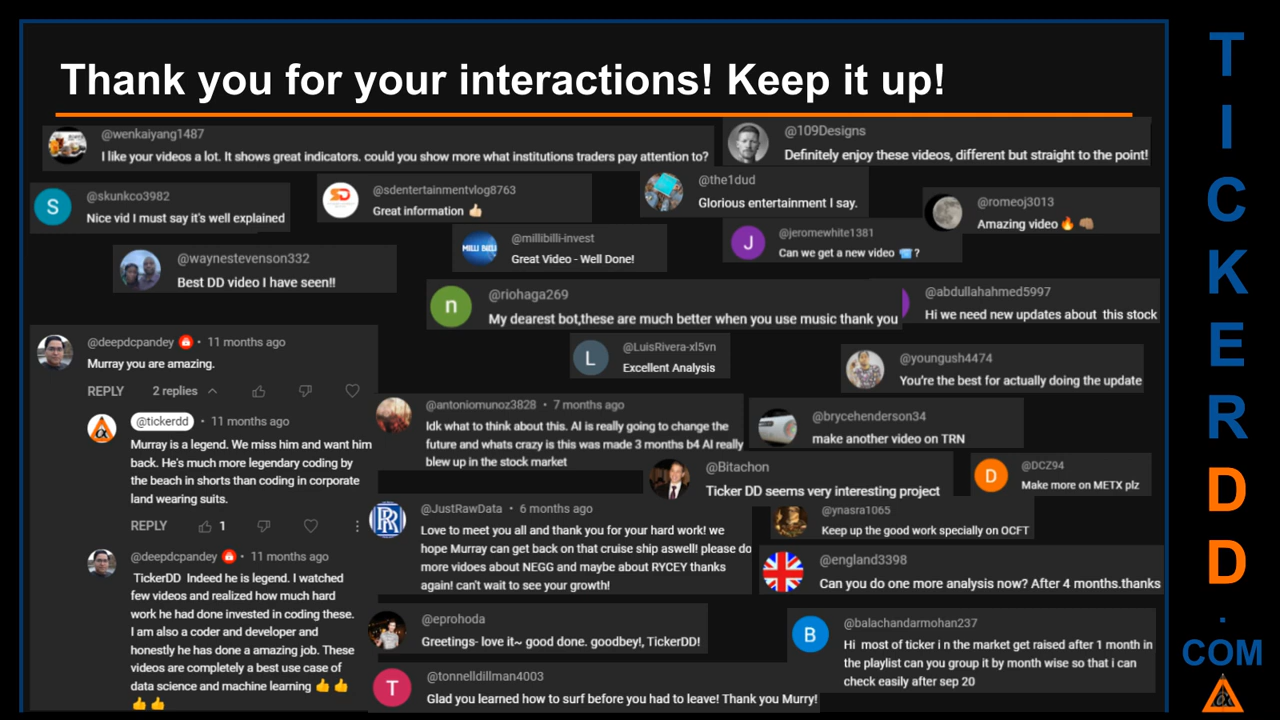 Thank you for your interactions! Keep it up!
@wenkaiyang1487
I like your videos a lot. It shows great indicators. could you show more what institutions traders pay attention to?
@109Designs
Definitely enjoy these videos, different but straight to the point!
S
@skunkco3982
Nice vid I must say it's well explained
@sdentertainmentvlog8763
Great information 👍🏻
@the1dud
Glorious entertainment I say.
@romeoj3013
Amazing video 🔥 👊🏽
@waynestevenson332
Best DD video I have seen!!
MILLI BILLI
@millibilli-invest
Great Video - Well Done!
J
@jeromewhite1381
Can we get a new video ?
n
@riohaga269
My dearest bot,these are much better when you use music thank you
@abdullahahmed5997
Hi we need new updates about this stock
L
@LuisRivera-xl5vn
Excellent Analysis
@youngush4474
You're the best for actually doing the update
@deepdcpandey • 11 months ago
Murray you are amazing.
REPLY 2 replies
@tickerdd • 11 months ago
Murray is a legend. We miss him and want him
back. He's much more legendary coding by
the beach in shorts than coding in corporate
land wearing suits.
REPLY 1
@deepdcpandey • 11 months ago
TickerDD Indeed he is legend. I watched
few videos and realized how much hard
work he had done invested in coding these.
I am also a coder and developer and
honestly he has done a amazing job. These
videos are completely a best use case of
data science and machine learning 👍 👍
👍 👍
@antoniomunoz3828 • 7 months ago
Idk what to think about this. AI is really going to change the
future and whats crazy is this was made 3 months b4 AI really
blew up in the stock market
@brycehenderson34
make another video on TRN
@Bitachon
Ticker DD seems very interesting project
D
@DCZ94
Make more on METX plz
@JustRawData • 6 months ago
Love to meet you all and thank you for your hard work! we
hope Murray can get back on that cruise ship aswell! please do
more vidoes about NEGG and maybe about RYCEY thanks
again! can't wait to see your growth!
@ynasra1065
Keep up the good work specially on OCFT
@england3398
Can you do one more analysis now? After 4 months.thanks
@eprohoda
Greetings- love it~ good done. goodbey!, TickerDD!
B
@balachandarmohan237
Hi most of ticker i n the market get raised after 1 month in
the playlist can you group it by month wise so that i can
check easily after sep 20
T
@tonnelldillman4003
Glad you learned how to surf before you had to leave! Thank you Murry!
T
I
C
K
E
R
D
D
.
COM